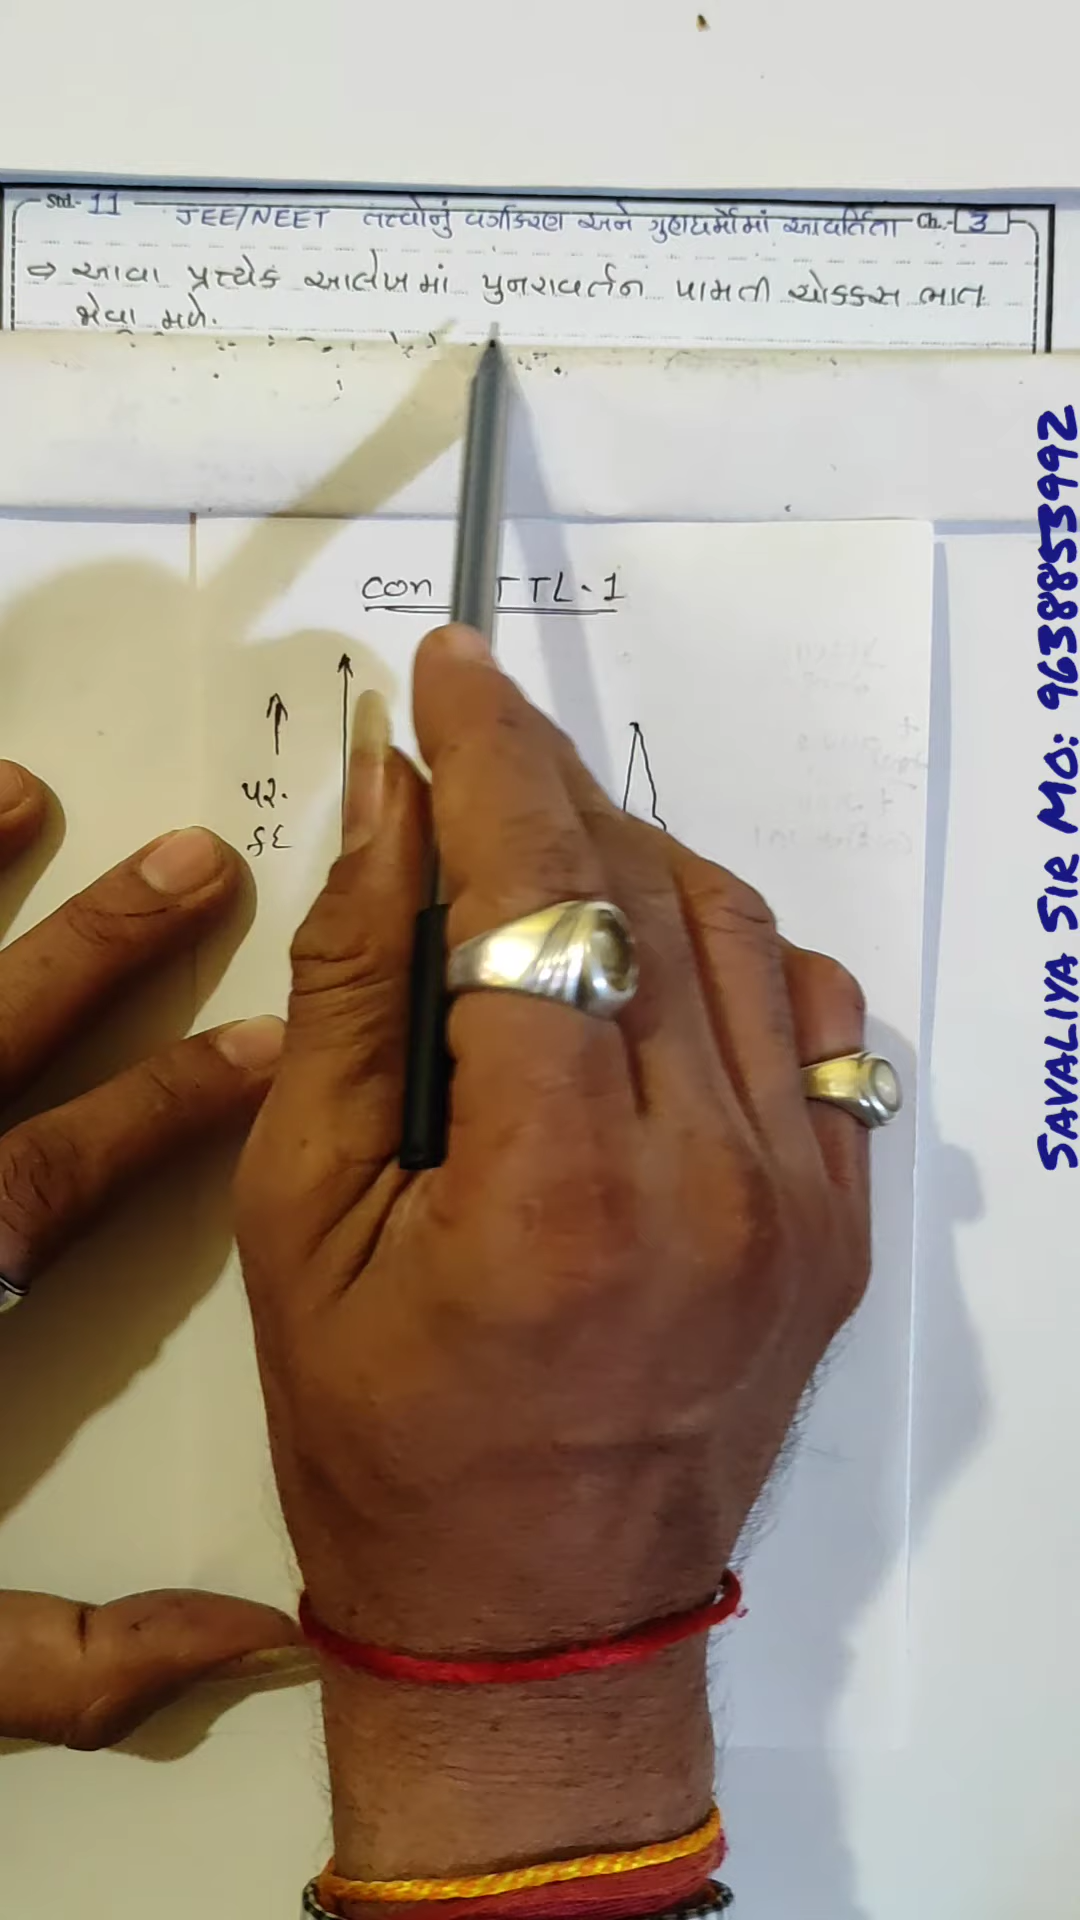 Std.- 11 JEE/NEET તત્વોનું વર્ગીકરણ અને ગુણધર્મોમાં આવર્તિતા Ch.- 3
⇒ આવા પ્રત્યેક આલેખમાં પુનરાવર્તન પામતી ચોક્કસ ભાત
જોવા મળે.
CON TTL-1
પર.
કદ
SAVALIYA SIR MO: 9638853992